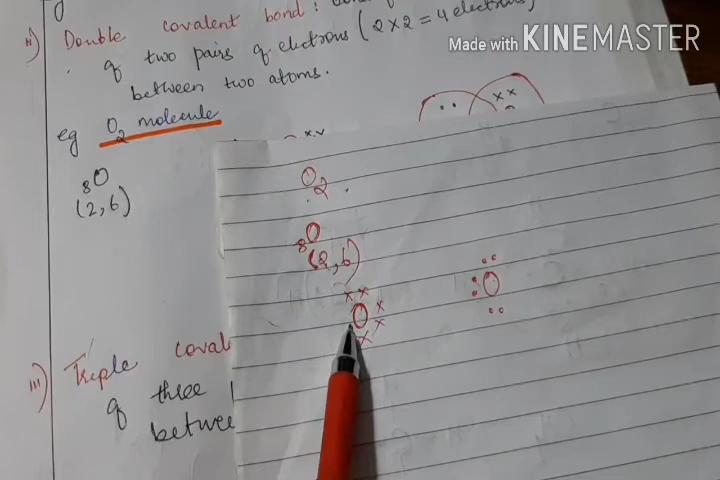 Made with KINEMASTER
ii) Double covalent bond:
of two pairs of electrons (2×2=4 electrons)
between two atoms.
eg O2 molecule
8O
(2,6)
O2
8O
(2,6)
×× O × × ×
: O
iii) Triple coval
of three
betwee